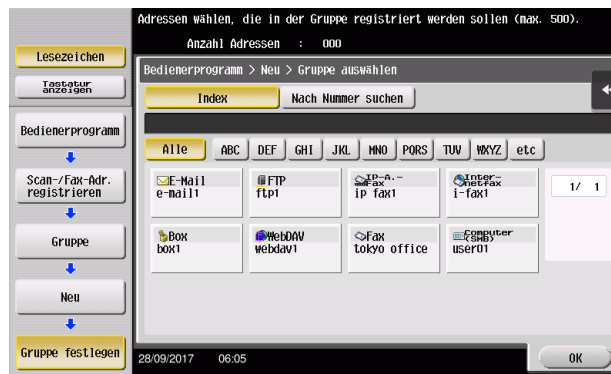 Adressen wählen, die in der Gruppe registriert werden sollen (max. 500).
Anzahl Adressen : 000
Lesezeichen
Tastatur anzeigen
Bedienerprogramm > Neu > Gruppe auswählen
Index
Nach Nummer suchen
Bedienerprogramm
Alle ABC DEF GHI JKL MNO PQRS TUV WXYZ etc
Scan-/Fax-Adr.
registrieren
E-Mail
e-mail1
FTP
ftp1
IP-A.-
Fax
ip fax1
Inter-
netfax
i-fax1
1/ 1
Gruppe
Box
box1
WebDAV
webdav1
Fax
tokyo office
Computer
(SMB)
user01
Neu
Gruppe festlegen
28/09/2017 06:05
OK